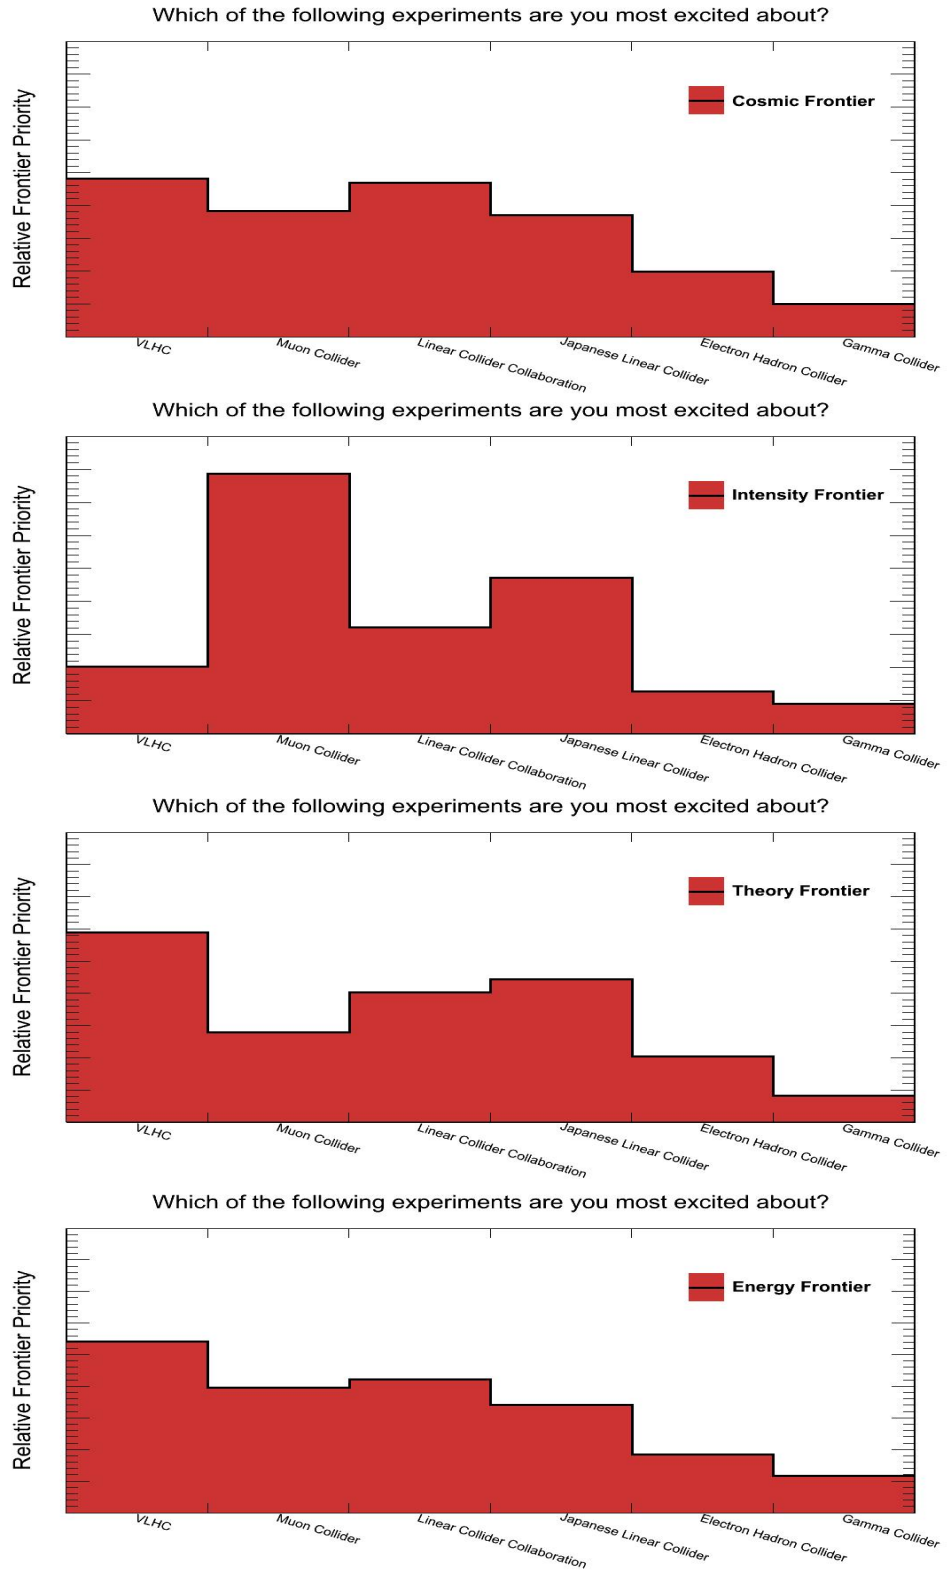 Which of the following experiments are you most excited about?
Relative Frontier Priority
Cosmic Frontier
VLHC
Muon Collider
Linear Collider Collaboration
Japanese Linear Collider
Electron Hadron Collider
Gamma Collider
Which of the following experiments are you most excited about?
Relative Frontier Priority
Intensity Frontier
VLHC
Muon Collider
Linear Collider Collaboration
Japanese Linear Collider
Electron Hadron Collider
Gamma Collider
Which of the following experiments are you most excited about?
Relative Frontier Priority
Theory Frontier
VLHC
Muon Collider
Linear Collider Collaboration
Japanese Linear Collider
Electron Hadron Collider
Gamma Collider
Which of the following experiments are you most excited about?
Relative Frontier Priority
Energy Frontier
VLHC
Muon Collider
Linear Collider Collaboration
Japanese Linear Collider
Electron Hadron Collider
Gamma Collider